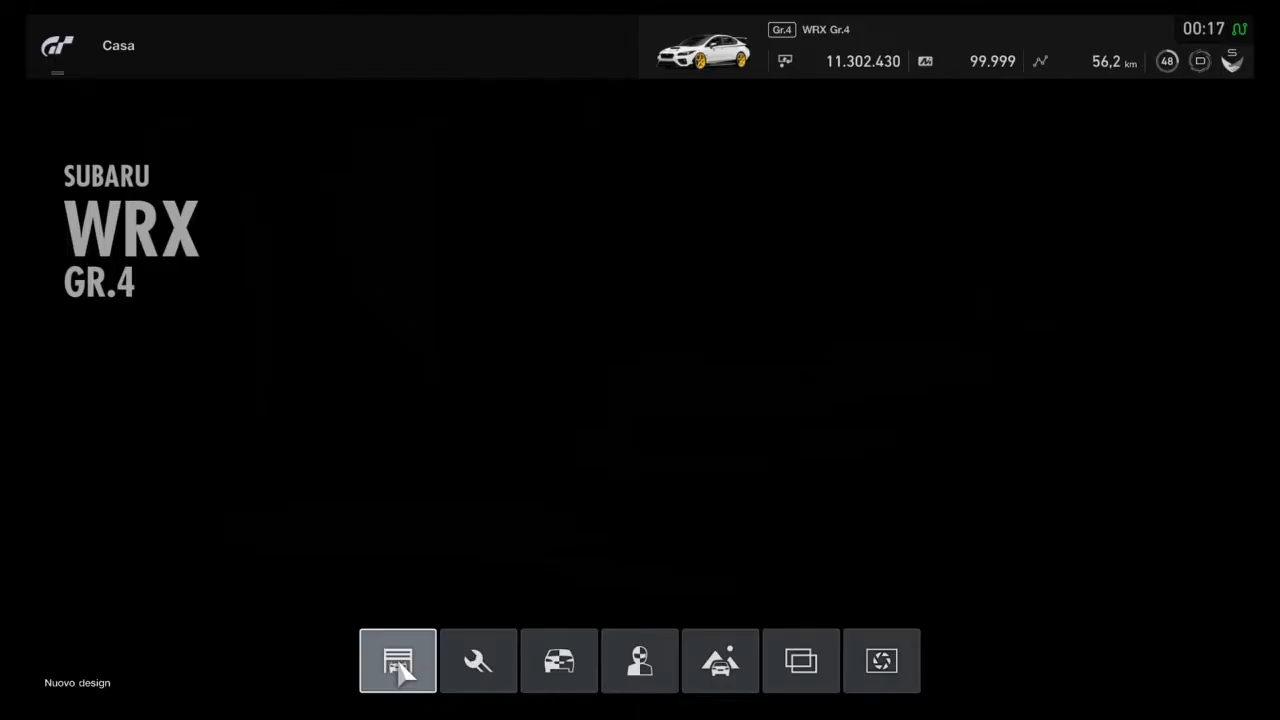 Casa
Gr.4 WRX Gr.4
00:17
11.302.430
99.999
56,2 km
48
D
S
SUBARU
WRX
GR.4
Nuovo design